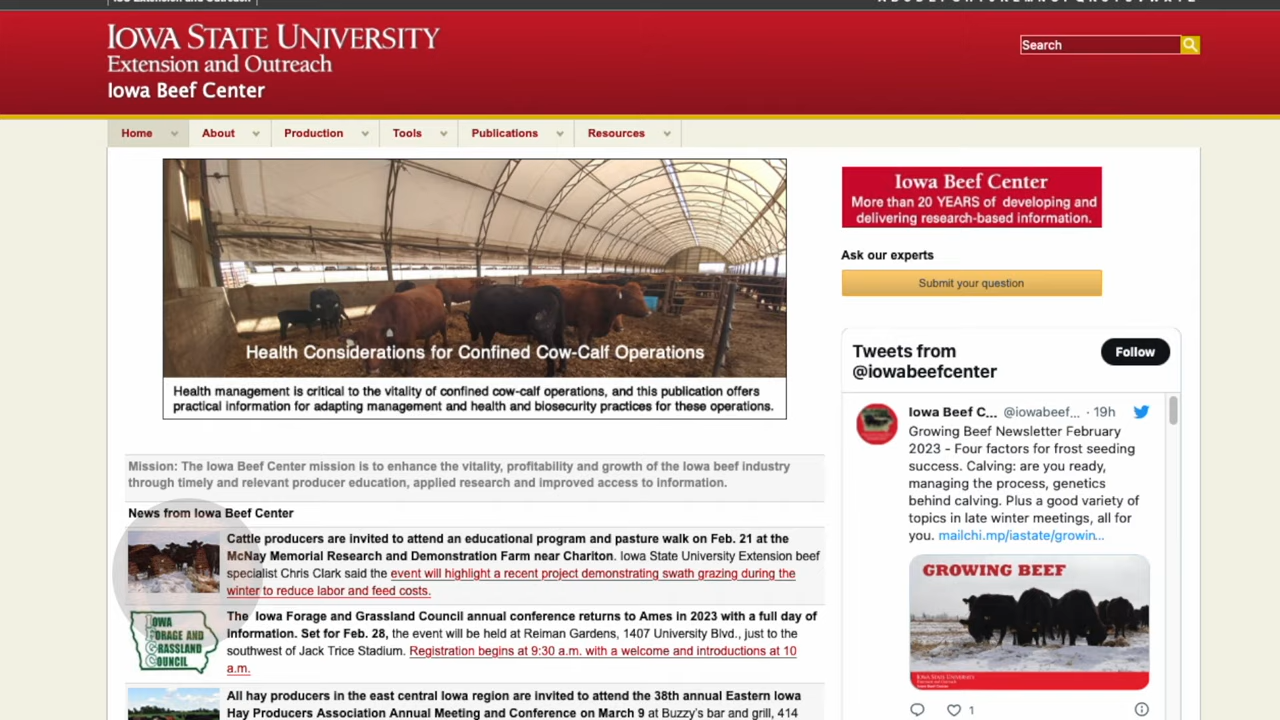 IOWA STATE UNIVERSITY
Extension and Outreach
Iowa Beef Center
Search
Home
About
Production
Tools
Publications
Resources
Health Considerations for Confined Cow-Calf Operations
Health management is critical to the vitality of confined cow-calf operations, and this publication offers
practical information for adapting management and health and biosecurity practices for these operations.
Mission: The Iowa Beef Center mission is to enhance the vitality, profitability and growth of the Iowa beef industry
through timely and relevant producer education, applied research and improved access to information.
News from Iowa Beef Center
Cattle producers are invited to attend an educational program and pasture walk on Feb. 21 at the
McNay Memorial Research and Demonstration Farm near Chariton. Iowa State University Extension beef
specialist Chris Clark said the event will highlight a recent project demonstrating swath grazing during the
winter to reduce labor and feed costs.
IOWA
FORAGE AND
GRASSLAND
COUNCIL
The Iowa Forage and Grassland Council annual conference returns to Ames in 2023 with a full day of
information. Set for Feb. 28, the event will be held at Reiman Gardens, 1407 University Blvd., just to the
southwest of Jack Trice Stadium. Registration begins at 9:30 a.m. with a welcome and introductions at 10
a.m.
All hay producers in the east central Iowa region are invited to attend the 38th annual Eastern Iowa
Hay Producers Association Annual Meeting and Conference on March 9 at Buzzy's bar and grill, 414
Iowa Beef Center
More than 20 YEARS of developing and
delivering research-based information.
Ask our experts
Submit your question
Tweets from
@iowabeefcenter
Follow
Iowa Beef C... @iowabeef... · 19h
Growing Beef Newsletter February
2023 - Four factors for frost seeding
success. Calving: are you ready,
managing the process, genetics
behind calving. Plus a good variety of
topics in late winter meetings, all for
you. mailchi.mp/iastate/growin...
GROWING BEEF
IOWA STATE UNIVERSITY
Iowa Beef Center
1